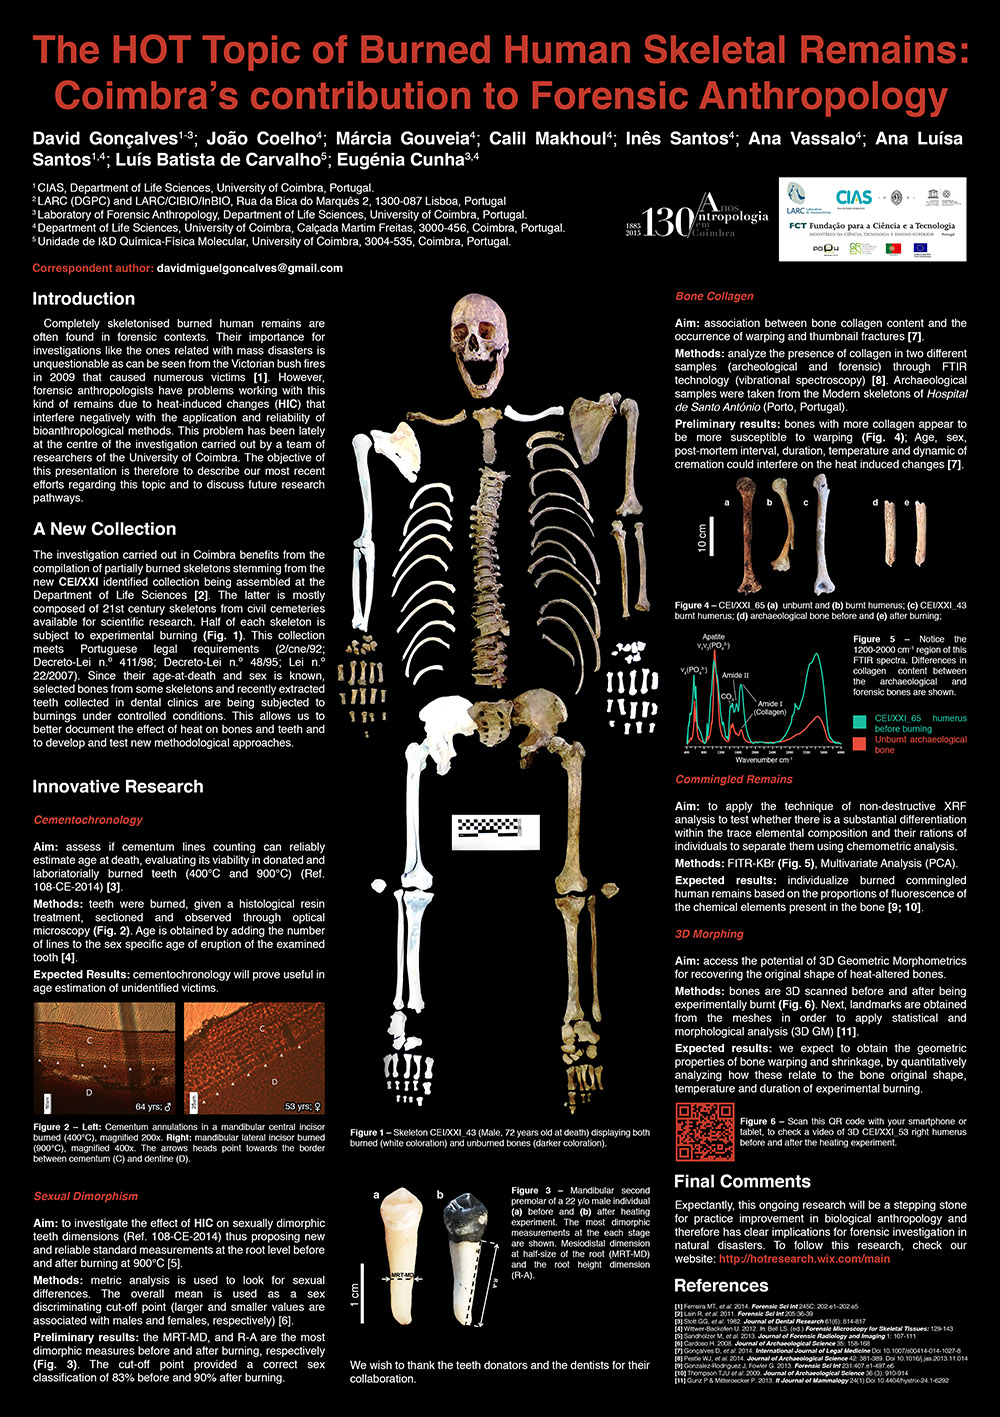 The HOT Topic of Burned Human Skeletal Remains:
Coimbra's contribution to Forensic Anthropology
David Gonçalves1-3; João Coelho4; Márcia Gouveia4; Calil Makhoul4; Inês Santos4; Ana Vassalo4; Ana Luísa
Santos1,4; Luís Batista de Carvalho5; Eugénia Cunha3,4
1 CIAS, Department of Life Sciences, University of Coimbra, Portugal.
2 LARC (DGPC) and LARC/CIBIO/InBIO, Rua da Bica do Marquês 2, 1300-087 Lisboa, Portugal
3 Laboratory of Forensic Anthropology, Department of Life Sciences, University of Coimbra, Portugal.
4 Department of Life Sciences, University of Coimbra, Calçada Martim Freitas, 3000-456, Coimbra, Portugal.
5 Unidade de I&D Química-Física Molecular, University of Coimbra, 3004-535, Coimbra, Portugal.
Correspondent author: davidmiguelgoncalves@gmail.com
1885
2015
130
Anos
Antropologia
em
Coimbra
LARC
CIAS
FCT Fundação para a Ciência e a Tecnologia
MINISTÉRIO DA CIÊNCIA, TECNOLOGIA E ENSINO SUPERIOR
Portugal
Introduction
Completely skeletonised burned human remains are
often found in forensic contexts. Their importance for
investigations like the ones related with mass disasters is
unquestionable as can be seen from the Victorian bush fires
in 2009 that caused numerous victims [1]. However,
forensic anthropologists have problems working with this
kind of remains due to heat-induced changes (HIC) that
interfere negatively with the application and reliability of
bioanthropological methods. This problem has been lately
at the centre of the investigation carried out by a team of
researchers of the University of Coimbra. The objective of
this presentation is therefore to describe our most recent
efforts regarding this topic and to discuss future research
pathways.
A New Collection
The investigation carried out in Coimbra benefits from the
compilation of partially burned skeletons stemming from the
new CEI/XXI identified collection being assembled at the
Department of Life Sciences [2]. The latter is mostly
composed of 21st century skeletons from civil cemeteries
available for scientific research. Half of each skeleton is
subject to experimental burning (Fig. 1). This collection
meets Portuguese legal requirements (2/cne/92;
Decreto-Lei n.º 411/98; Decreto-Lei n.º 48/95; Lei n.º
22/2007). Since their age-at-death and sex is known,
selected bones from some skeletons and recently extracted
teeth collected in dental clinics are being subjected to
burnings under controlled conditions. This allows us to
better document the effect of heat on bones and teeth and
to develop and test new methodological approaches.
Innovative Research
Cementochronology
Aim: assess if cementum lines counting can reliably
estimate age at death, evaluating its viability in donated and
laboriatorially burned teeth (400°C and 900°C) (Ref.
108-CE-2014) [3].
Methods: teeth were burned, given a histological resin
treatment, sectioned and observed through optical
microscopy (Fig. 2). Age is obtained by adding the number
of lines to the sex specific age of eruption of the examined
tooth [4].
Expected Results: cementochronology will prove useful in
age estimation of unidentified victims.
C
D
64 yrs; ♂
C
D
25µm
53 yrs; ♀
Figure 2 – Left: Cementum annulations in a mandibular central incisor
burned (400°C), magnified 200x. Right: mandibular lateral incisor burned
(900°C), magnified 400x. The arrows heads point towards the border
between cementum (C) and dentine (D).
Sexual Dimorphism
Aim: to investigate the effect of HIC on sexually dimorphic
teeth dimensions (Ref. 108-CE-2014) thus proposing new
and reliable standard measurements at the root level before
and after burning at 900°C [5].
Methods: metric analysis is used to look for sexual
differences. The overall mean is used as a sex
discriminating cut-off point (larger and smaller values are
associated with males and females, respectively) [6].
Preliminary results: the MRT-MD, and R-A are the most
dimorphic measures before and after burning, respectively
(Fig. 3). The cut-off point provided a correct sex
classification of 83% before and 90% after burning.
Figure 1 – Skeleton CEI/XXI_43 (Male, 72 years old at death) displaying both
burned (white coloration) and unburned bones (darker coloration).
a
b
MRT-MD
R-A
1 cm
Figure 3 – Mandibular second
premolar of a 22 y/o male individual
(a) before and (b) after heating
experiment. The most dimorphic
measurements at the each stage
are shown. Mesiodistal dimension
at half-size of the root (MRT-MD)
and the root height dimension
(R-A).
We wish to thank the teeth donators and the dentists for their
collaboration.
Bone Collagen
Aim: association between bone collagen content and the
occurrence of warping and thumbnail fractures [7].
Methods: analyze the presence of collagen in two different
samples (archeological and forensic) through FTIR
technology (vibrational spectroscopy) [8]. Archaeological
samples were taken from the Modern skeletons of Hospital
de Santo António (Porto, Portugal).
Preliminary results: bones with more collagen appear to
be more susceptible to warping (Fig. 4); Age, sex,
post-mortem interval, duration, temperature and dynamic of
cremation could interfere on the heat induced changes [7].
a
b
c
d
e
10 cm
Figure 4 – CEI/XXI_65 (a) unburnt and (b) burnt humerus; (c) CEI/XXI_43
burnt humerus; (d) archaeological bone before and (e) after burning;
Apatite
v1v3(PO43-)
v4(PO43-)
Amide II
CO3
Amide I
(Collagen)
Wavenumber cm-1
Figure 5 – Notice the
1200-2000 cm-1 region of this
FTIR spectra. Differences in
collagen content between
the archaeological and
forensic bones are shown.
CEI/XXI_65 humerus
before burning
Unburnt archaeological
bone
Commingled Remains
Aim: to apply the technique of non-destructive XRF
analysis to test whether there is a substantial differentiation
within the trace elemental composition and their rations of
individuals to separate them using chemometric analysis.
Methods: FITR-KBr (Fig. 5), Multivariate Analysis (PCA).
Expected results: individualize burned commingled
human remains based on the proportions of fluorescence of
the chemical elements present in the bone [9; 10].
3D Morphing
Aim: access the potential of 3D Geometric Morphometrics
for recovering the original shape of heat-altered bones.
Methods: bones are 3D scanned before and after being
experimentally burnt (Fig. 6). Next, landmarks are obtained
from the meshes in order to apply statistical and
morphological analysis (3D GM) [11].
Expected results: we expect to obtain the geometric
properties of bone warping and shrinkage, by quantitatively
analyzing how these relate to the bone original shape,
temperature and duration of experimental burning.
Figure 6 – Scan this QR code with your smartphone or
tablet, to check a video of 3D CEI/XXI_53 right humerus
before and after the heating experiment.
Final Comments
Expectantly, this ongoing research will be a stepping stone
for practice improvement in biological anthropology and
therefore has clear implications for forensic investigation in
natural disasters. To follow this research, check our
website: http://hotresearch.wix.com/main
References
[1] Ferreira MT, et al. 2014. Forensic Sci Int 245C: 202.e1–202.e5
[2] Lain R, et al. 2011. Forensic Sci Int 205:36-39
[3] Stott GG, et al. 1982. Journal of Dental Research 61(6): 814-817
[4] Wittwer-Backofen U. 2012. In: Bell LS. (ed.) Forensic Microscopy for Skeletal Tissues: 129-143
[5] Sandholzer M, et al. 2013. Journal of Forensic Radiology and Imaging 1: 107-111
[6] Cardoso H. 2008. Journal of Archaeological Science 35: 158-168
[7] Gonçalves D, et al. 2014. International Journal of Legal Medicine Doi 10.1007/s00414-014-1027-8
[8] Pestle WJ, et al. 2014. Journal of Archaeological Science 42: 381-389. Doi 10.1016/j.jas.2013.11.014
[9] Gonzalez-Rodriguez J, Fowler G. 2013. Forensic Sci Int 231:407.e1-497.e6
[10] Thompson TJU et al. 2009. Journal of Archaeological Science 36 (3): 910-914
[11] Gunz P & Mitteroecker P. 2013. It Journal of Mammalogy 24(1) Doi 10.4404/hystrix-24.1-6292